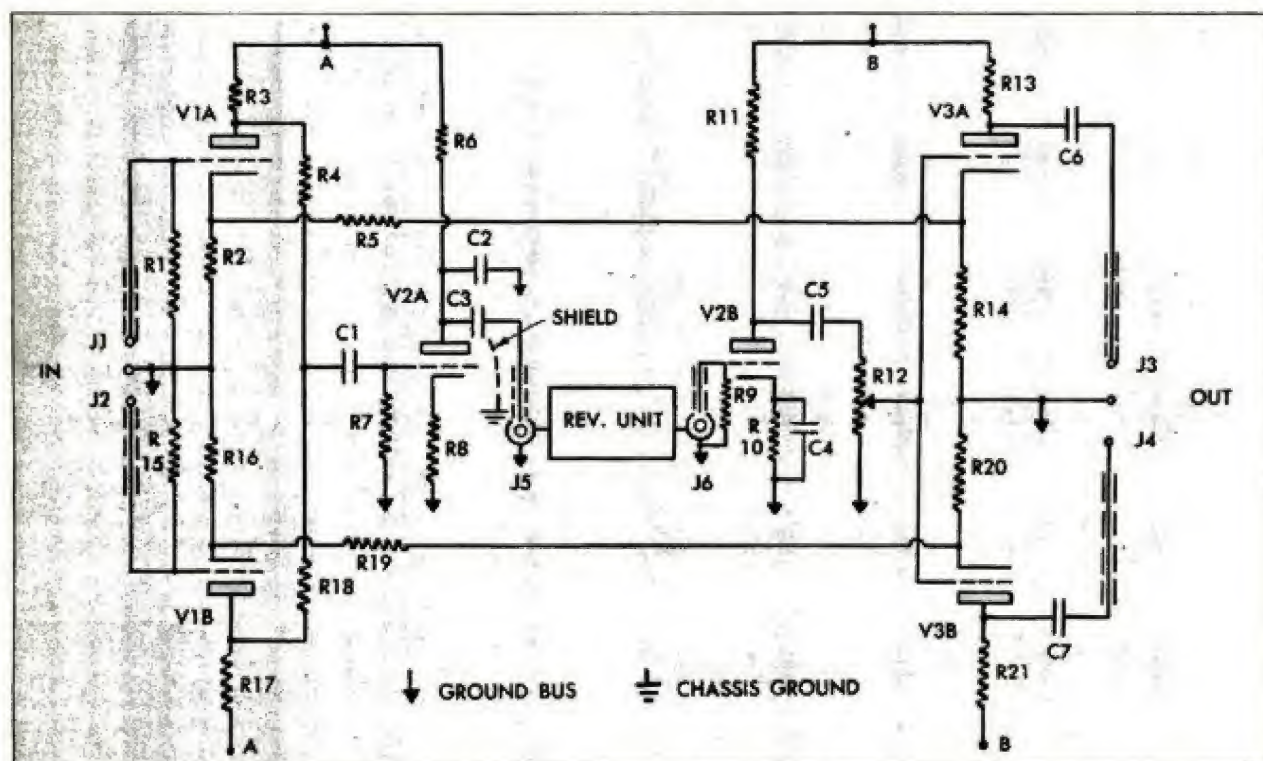 A
B
R3
R13
V1A
V3A
R11
R6
C6
R4
R5
R1
R2
C2
V2A
C3
SHIELD
C5
V2B
R14
J1
IN
J2
C1
R12
J3
OUT
J4
R7
R8
REV. UNIT
R9
R
10
C4
R
15
R16
J5
J6
R20
R19
R18
V1B
V3B
C7
R17
R21
GROUND BUS
CHASSIS GROUND
A
B